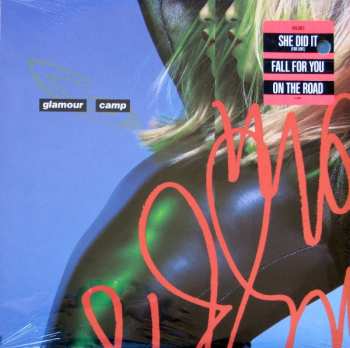 SHE DID IT
FALL FOR YOU
ON THE ROAD
glamour camp